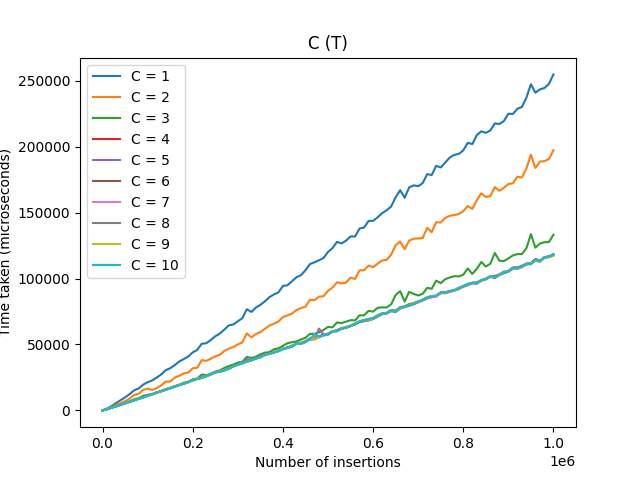 C (T)
250000
200000
150000
100000
50000
0
Time taken (microseconds)
C = 1
C = 2
C = 3
C = 4
C = 5
C = 6
C = 7
C = 8
C = 9
C = 10
0.0
0.2
0.4
0.6
0.8
1.0
1e6
Number of insertions